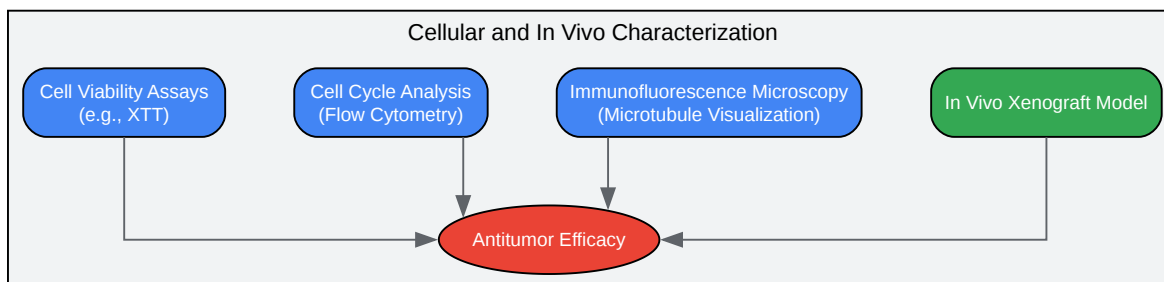 Cellular and In Vivo Characterization
Cell Viability Assays
(e.g., XTT)
Cell Cycle Analysis
(Flow Cytometry)
Immunofluorescence Microscopy
(Microtubule Visualization)
In Vivo Xenograft Model
Antitumor Efficacy